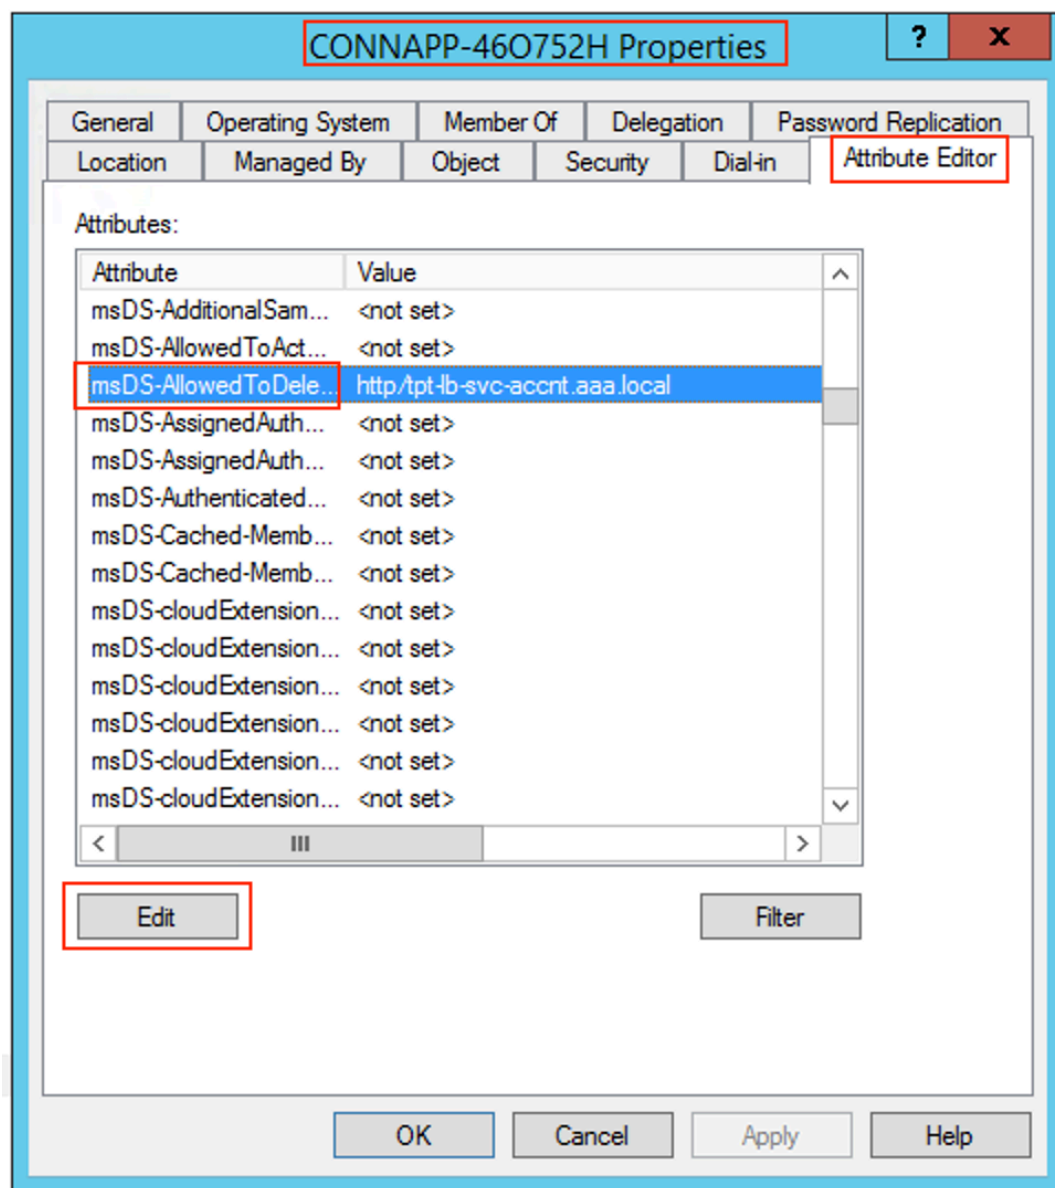 CONNAPP-46O752H Properties
?
x
General Operating System Member Of Delegation Password Replication
Location Managed By Object Security Dial-in Attribute Editor
Attributes:
Attribute Value
msDS-AdditionalSam... <not set>
msDS-AllowedToAct... <not set>
msDS-AllowedToDele... http/tpt-lb-svc-accnt.aaa.local
msDS-AssignedAuth... <not set>
msDS-AssignedAuth... <not set>
msDS-Authenticated... <not set>
msDS-Cached-Memb... <not set>
msDS-Cached-Memb... <not set>
msDS-cloudExtension... <not set>
msDS-cloudExtension... <not set>
msDS-cloudExtension... <not set>
msDS-cloudExtension... <not set>
msDS-cloudExtension... <not set>
msDS-cloudExtension... <not set>
Edit Filter
OK Cancel Apply Help